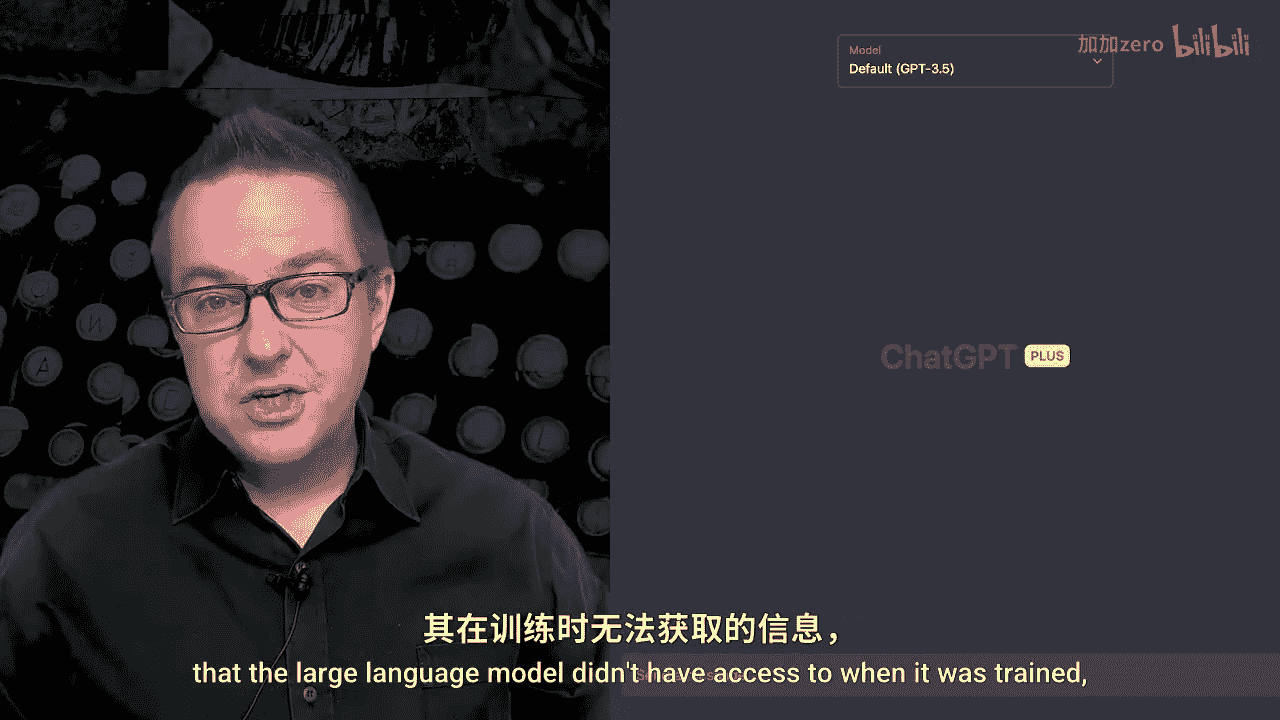 加加zero bilibili
Model
Default (GPT-3.5)
ChatGPT PLUS
其在训练时无法获取的信息，
that the large language model didn't have access to when it was trained,